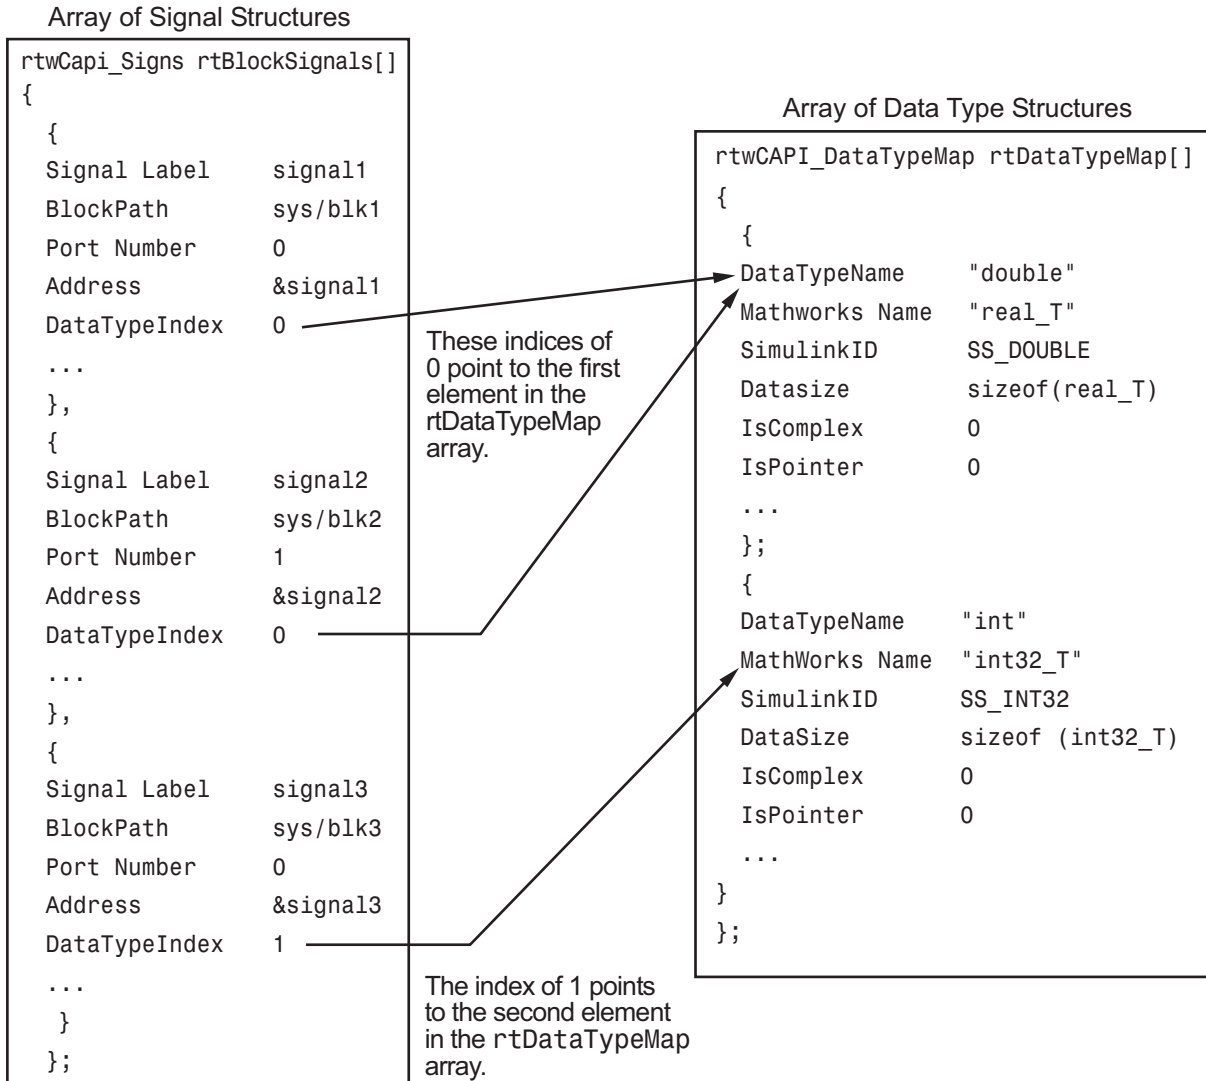 Array of Signal Structures
rtwCapi_Signs rtBlockSignals[]
{
{
Signal Label signal1
BlockPath sys/blk1
Port Number 0
Address &signal1
DataTypeIndex 0
...
},
{
Signal Label signal2
BlockPath sys/blk2
Port Number 1
Address &signal2
DataTypeIndex 0
...
},
{
Signal Label signal3
BlockPath sys/blk3
Port Number 0
Address &signal3
DataTypeIndex 1
...
}
};
These indices of
0 point to the first
element in the
rtDataTypeMap
array.
The index of 1 points
to the second element
in the rtDataTypeMap
array.
Array of Data Type Structures
rtwCAPI_DataTypeMap rtDataTypeMap[]
{
{
DataTypeName "double"
Mathworks Name "real_T"
SimulinkID SS_DOUBLE
Datasize sizeof(real_T)
IsComplex 0
IsPointer 0
...
};
{
DataTypeName "int"
MathWorks Name "int32_T"
SimulinkID SS_INT32
DataSize sizeof (int32_T)
IsComplex 0
IsPointer 0
...
}
};